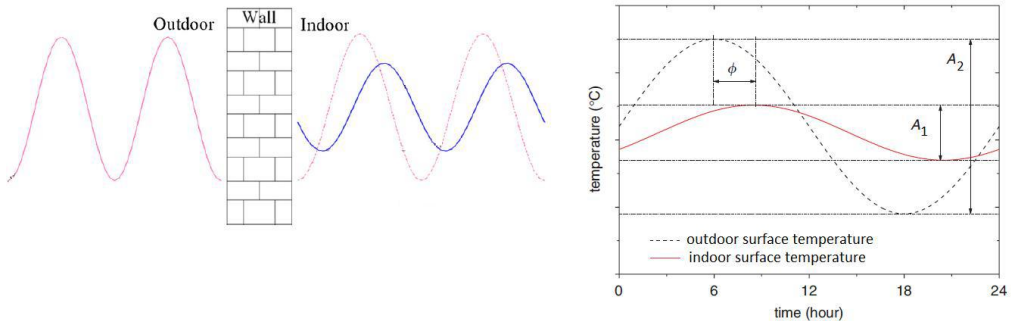 Outdoor
Wall
Indoor
temperature (°C)
ϕ
A₁
A₂
outdoor surface temperature
indoor surface temperature
0
6
12
18
24
time (hour)